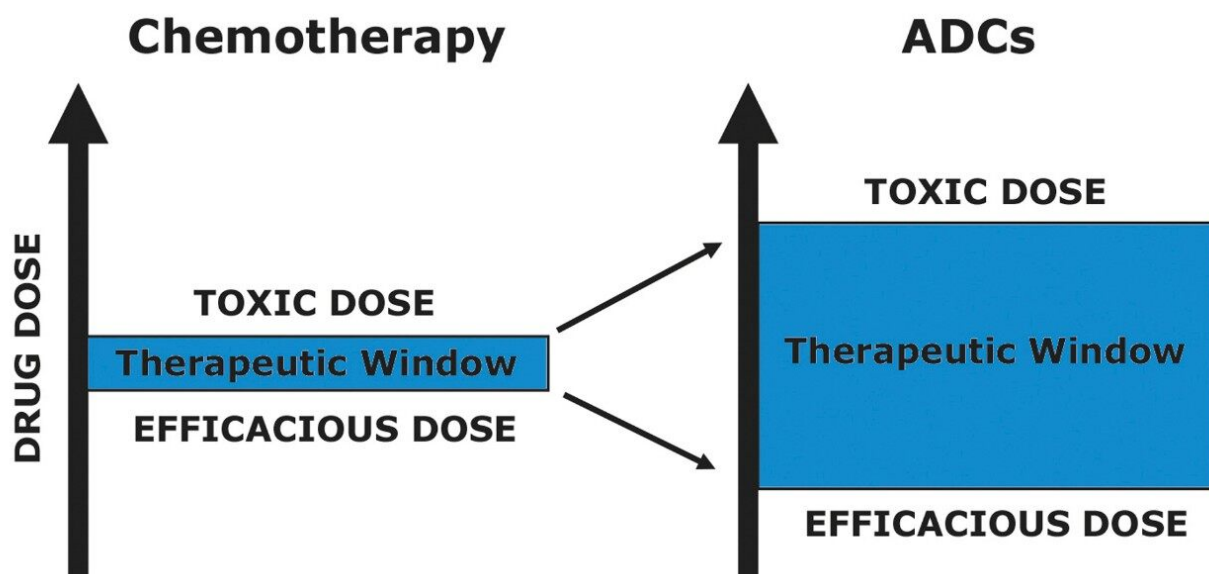 Chemotherapy
DRUG DOSE
TOXIC DOSE
Therapeutic Window
EFFICACIOUS DOSE
ADCs
TOXIC DOSE
Therapeutic Window
EFFICACIOUS DOSE